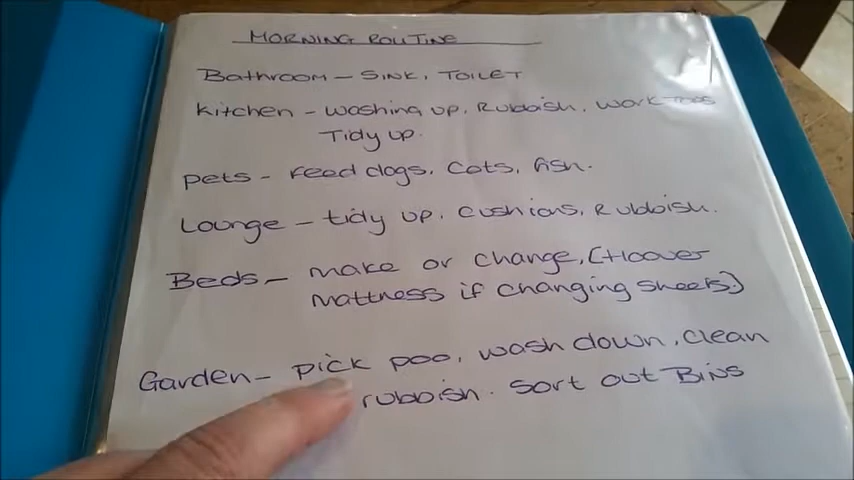 MORNING ROUTINE
Bathroom - SINK, TOILET
Kitchen - washing up, Rubbish, work Tops
Tidy up.
Pets - Feed dogs, Cats, fish.
Lounge - tidy up, cushions, Rubbish.
Beds - make or change, (Hoover
mattness if changing sheets)
Garden - pick poo, wash down, clean
rubbish. Sort out Bins